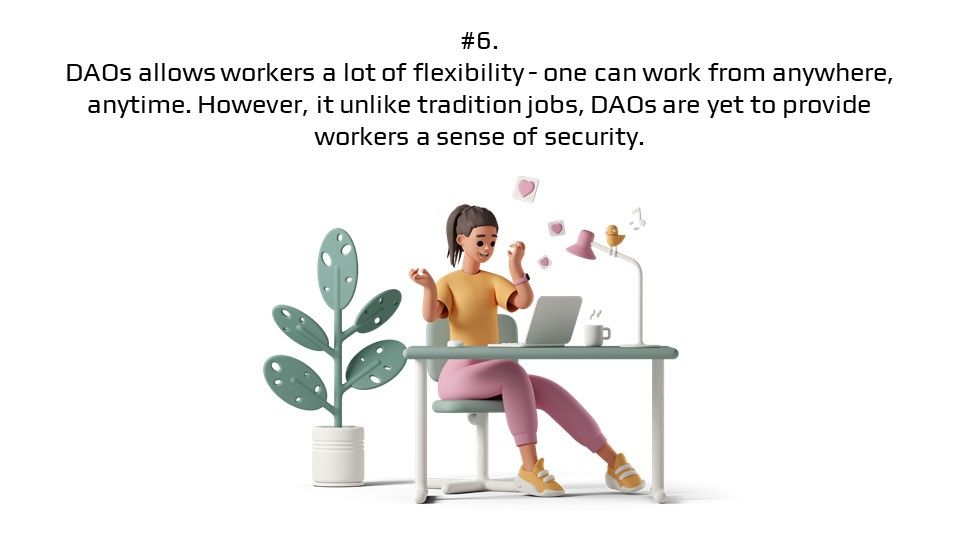 #6.
DAOs allows workers a lot of flexibility - one can work from anywhere,
anytime. However, it unlike tradition jobs, DAOs are yet to provide
workers a sense of security.